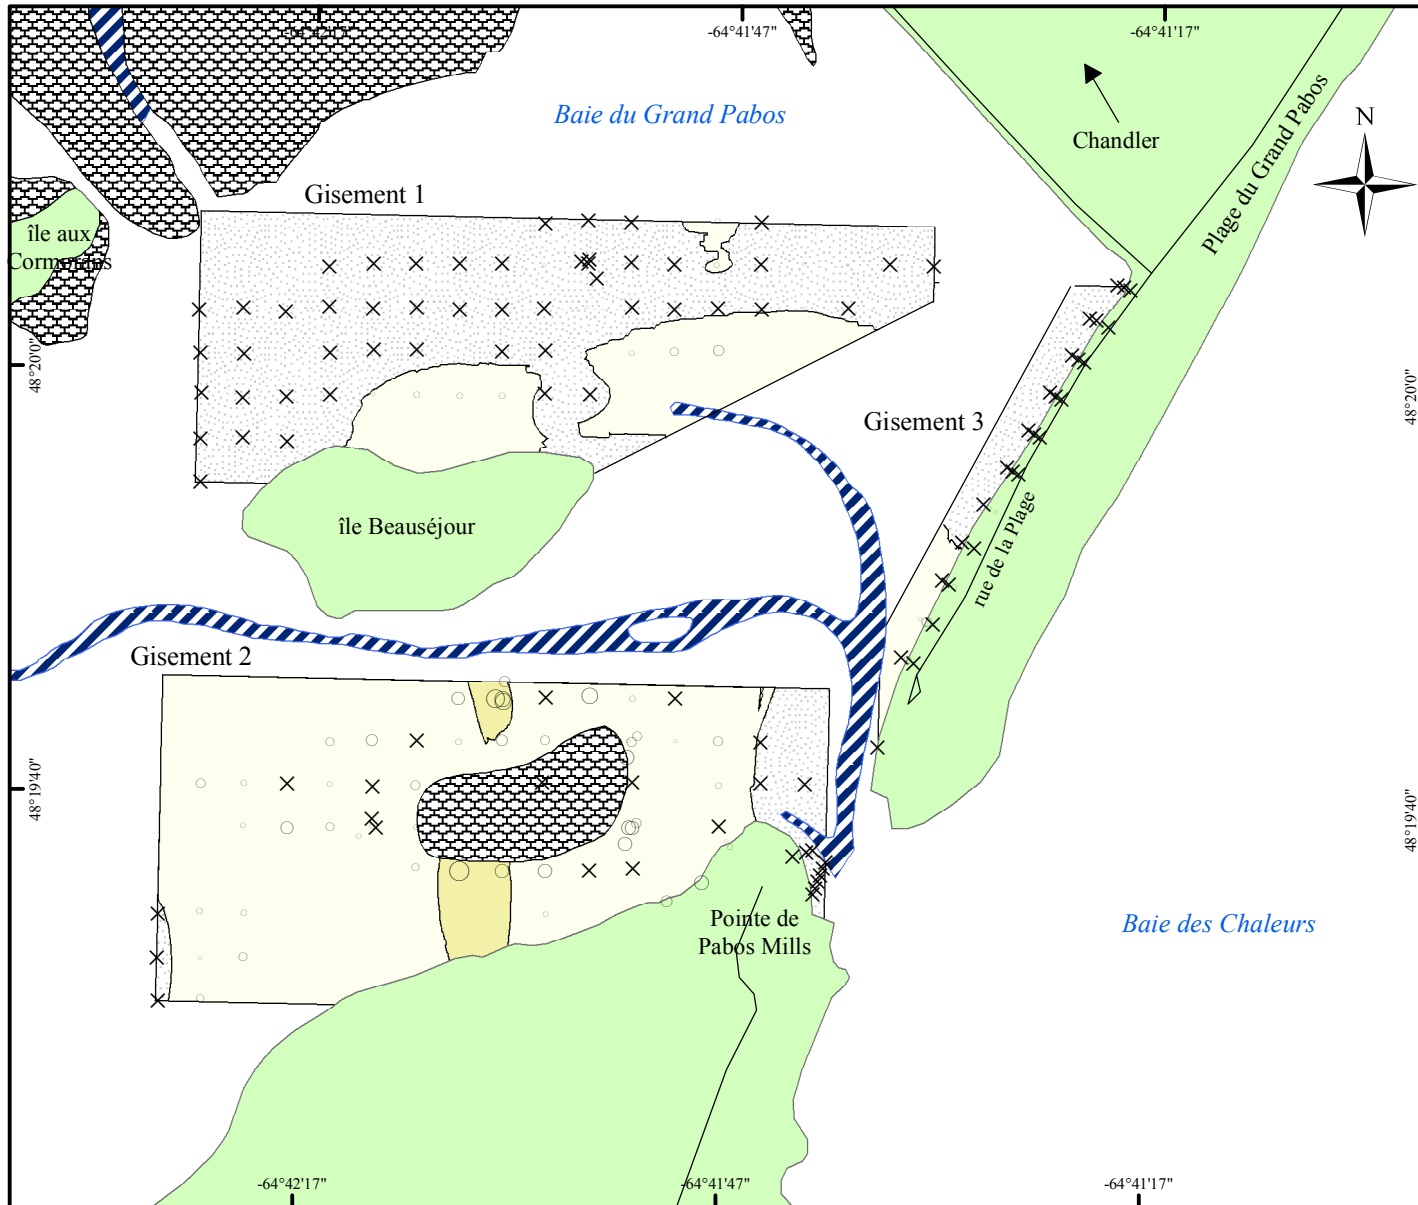 -64°42'17"
-64°41'47"
-64°41'17"
Baie du Grand Pabos
Chandler
Plage du Grand Pabos
N
Gisement 1
île aux
Cormorans
48°20'0"
48°20'0"
Gisement 3
île Beauséjour
rue de la Plage
Gisement 2
48°19'40"
48°19'40"
Pointe de
Pabos Mills
Baie des Chaleurs
-64°42'17"
-64°41'47"
-64°41'17"